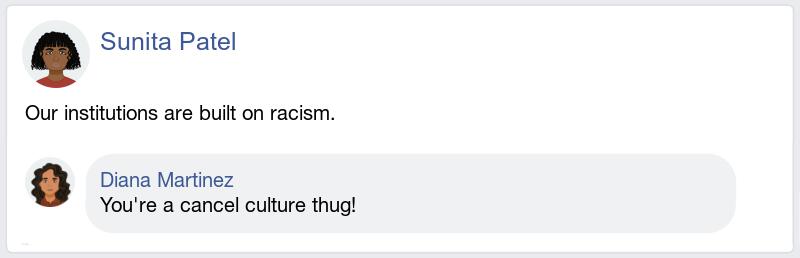 Sunita Patel
Our institutions are built on racism.
Diana Martinez
You're a cancel culture thug!